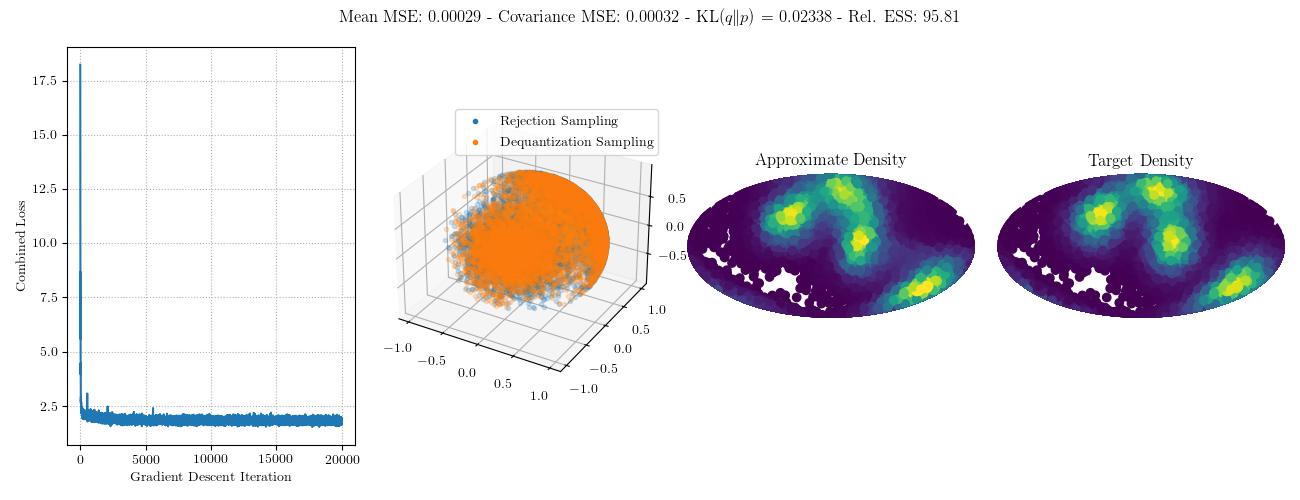 Mean MSE: 0.00029 - Covariance MSE: 0.00032 - KL(q‖p) = 0.02338 - Rel. ESS: 95.81
17.5
15.0
12.5
10.0
7.5
5.0
2.5
Combined Loss
0 5000 10000 15000 20000
Gradient Descent Iteration
Rejection Sampling
Dequantization Sampling
0.5
0.0
−0.5
1.0
0.5
0.0
−0.5
−1.0
−1.0
−0.5
0.0
0.5
1.0
Approximate Density
Target Density